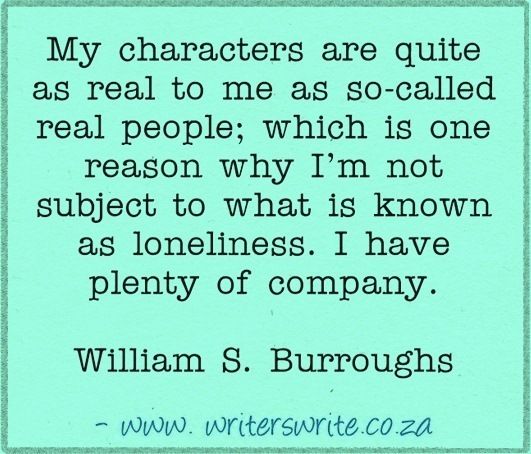 My characters are quite
as real to me as so-called
real people; which is one
reason why I'm not
subject to what is known
as loneliness. I have
plenty of company.
William S. Burroughs
- www. writerswrite.co.za